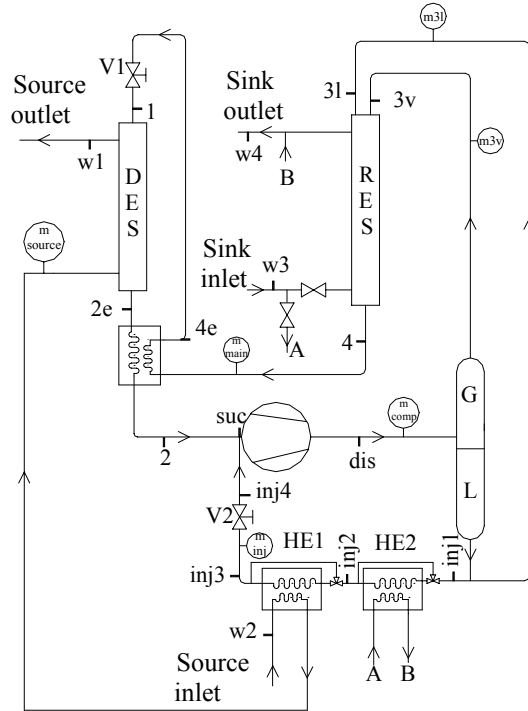 m3l
V1
3l
3v
Source
outlet
1
Sink
outlet
w1
w4
B
m3v
D
E
S
R
E
S
m
source
Sink
inlet
w3
2e
4e
m
main
A
4
G
suc
m
comp
2
dis
L
inj4
V2
m
inj
HE1
inj2
HE2
inj1
inj3
w2
Source
inlet
A
B